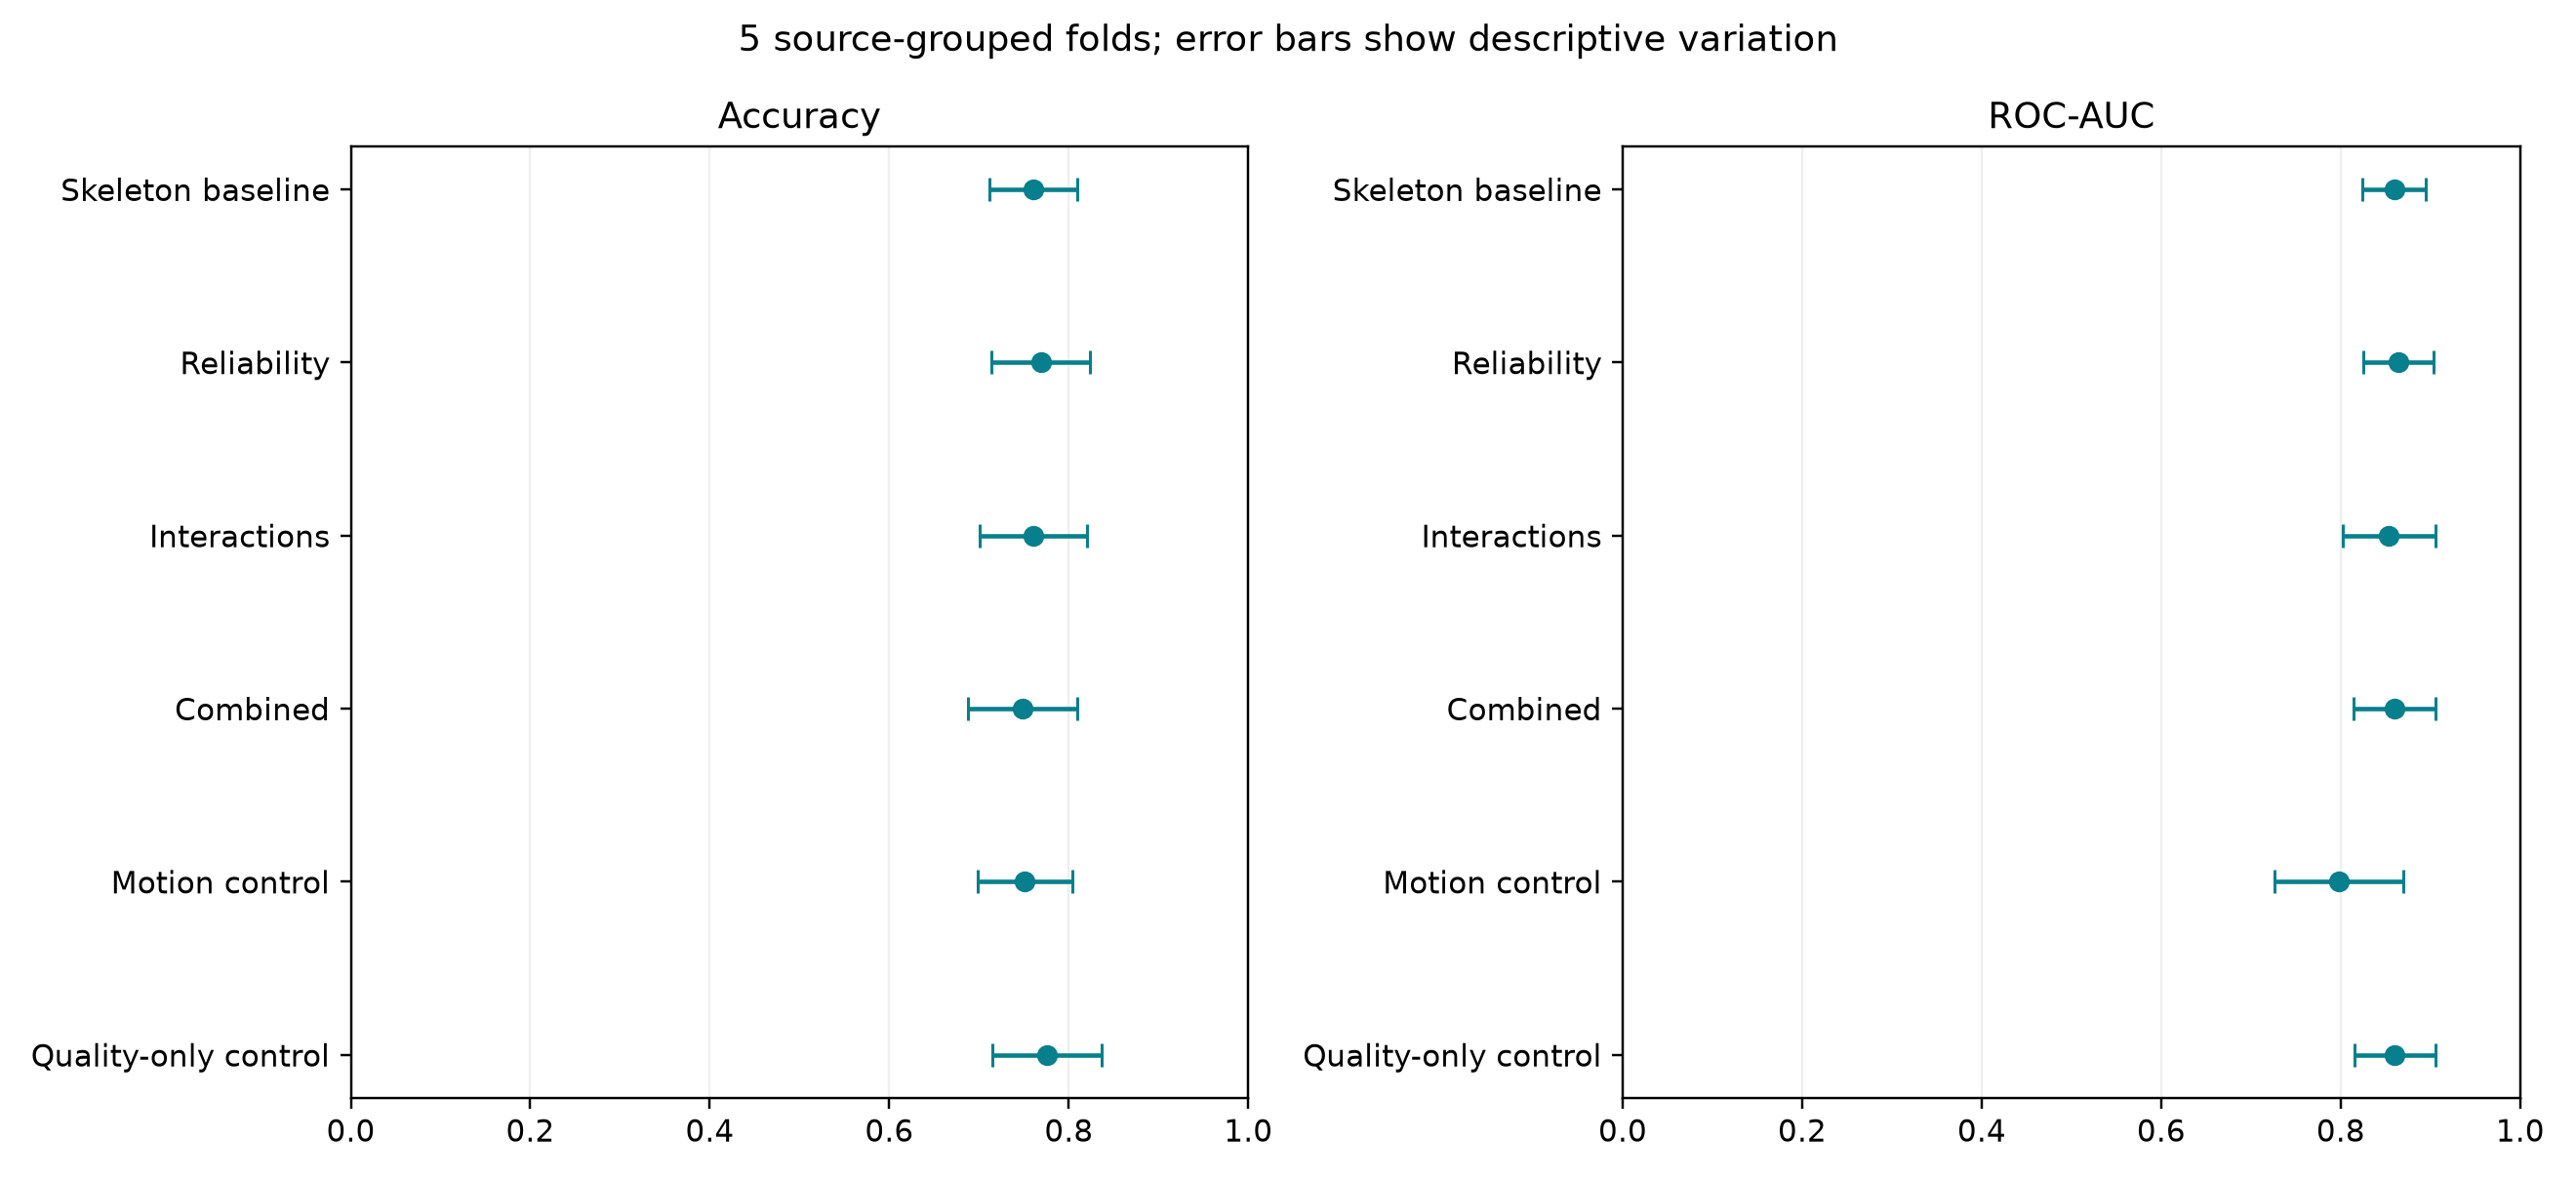 5 source-grouped folds; error bars show descriptive variation
Accuracy
Skeleton baseline
Reliability
Interactions
Combined
Motion control
Quality-only control
0.0 0.2 0.4 0.6 0.8 1.0
ROC-AUC
Skeleton baseline
Reliability
Interactions
Combined
Motion control
Quality-only control
0.0 0.2 0.4 0.6 0.8 1.0